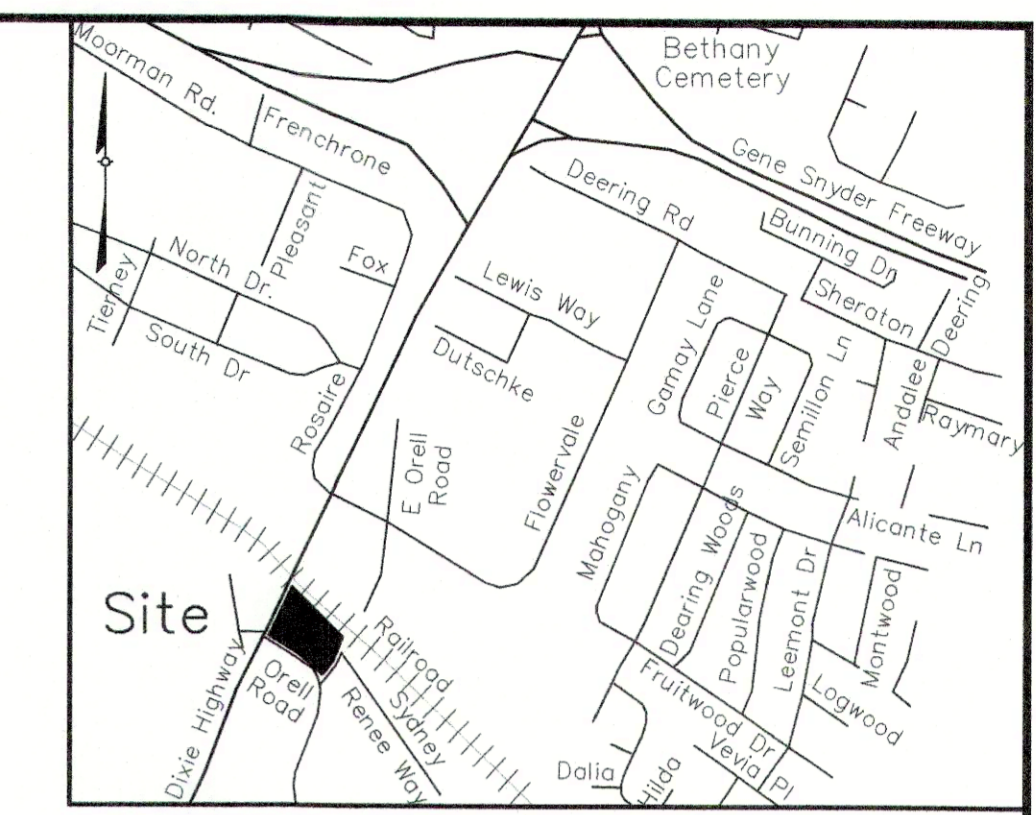 Bethany
Cemetery
Moorman Rd.
Frenchrone
Gene Snyder Freeway
Deering Rd
Bunning Dr
Pleasant
Fox
North Dr.
Tierney
South Dr
Lewis Way
Dutschke
Sheraton
Deering
Gamay Lane
Pierce
Way
Semillon Ln
Andalee
Raymary
Rosaire
E Orell
Road
Flowervale
Mahogany
Alicante Ln
Dearing Woods
Popularwood
Leemont Dr
Montwood
Site
Railroad
Orell
Road
Dixie Highway
Renee Way
Sydney
Fruitwood Dr
Logwood
Vevia Pl
Dalia
Hilda